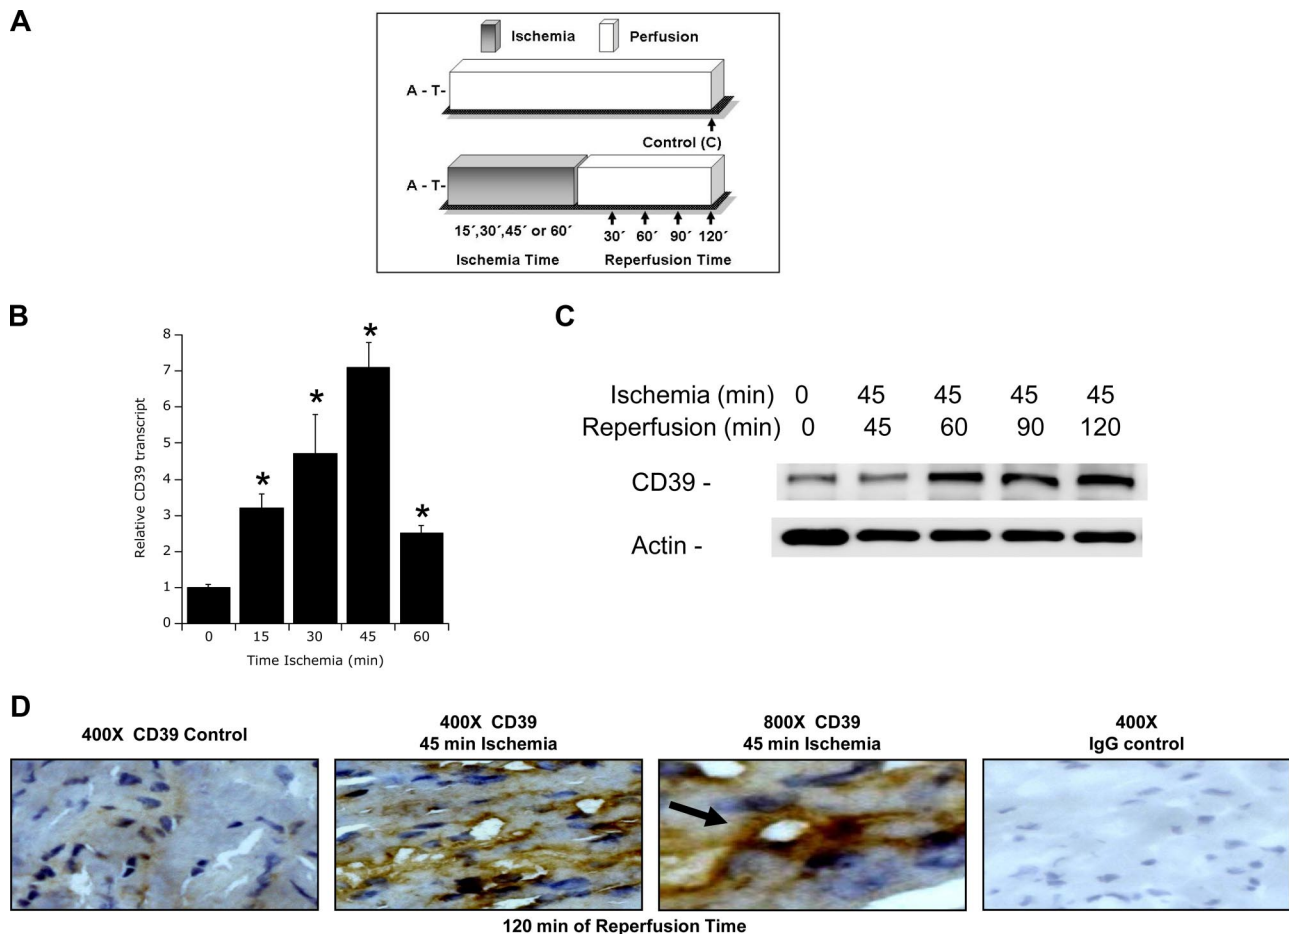 A
Ischemia Perfusion
A - T-
Control (C)
A - T-
15´,30´,45´ or 60´ 30´ 60´ 90´ 120´
Ischemia Time Reperfusion Time
B
Relative CD39 transcript
8
7
6
5
4
3
2
1
0
* * * *
0 15 30 45 60
Time Ischemia (min)
C
Ischemia (min) 0 45 45 45 45
Reperfusion (min) 0 45 60 90 120
CD39 -
Actin -
D
400X CD39 Control
400X CD39
45 min Ischemia
800X CD39
45 min Ischemia
400X
IgG control
120 min of Reperfusion Time